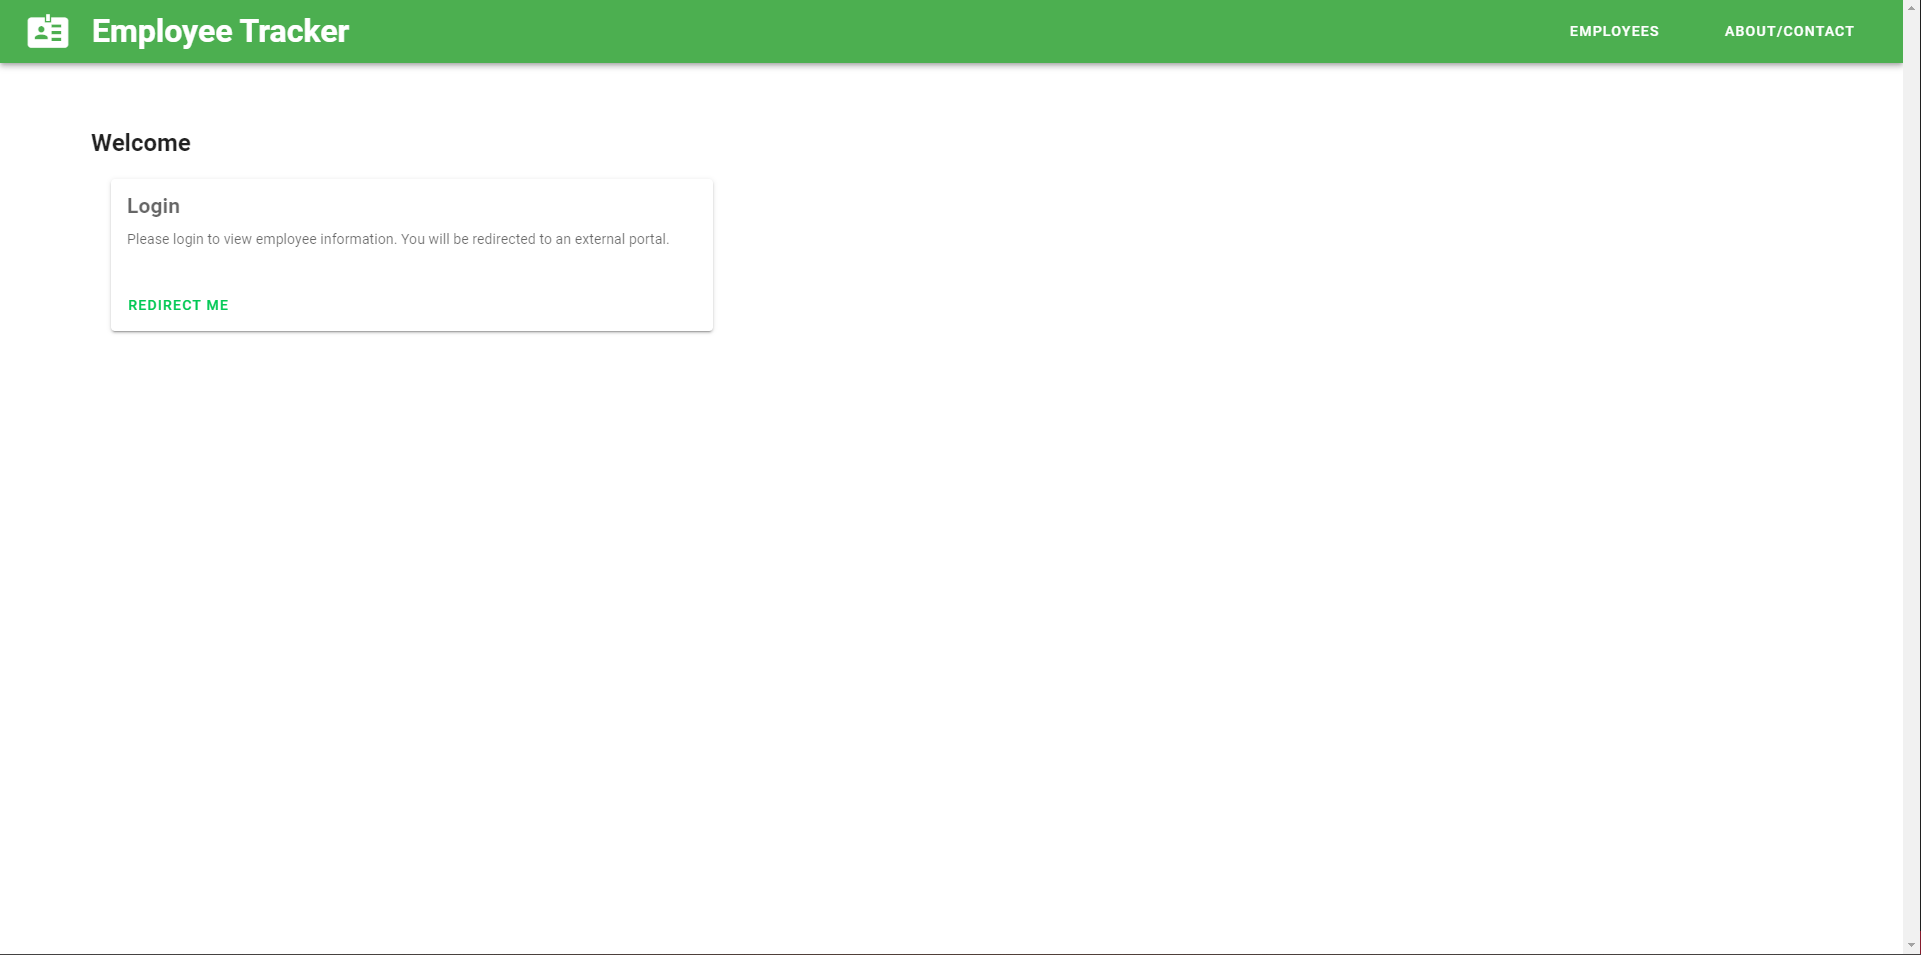 Employee Tracker
EMPLOYEES
ABOUT/CONTACT
Welcome
Login
Please login to view employee information. You will be redirected to an external portal.
REDIRECT ME